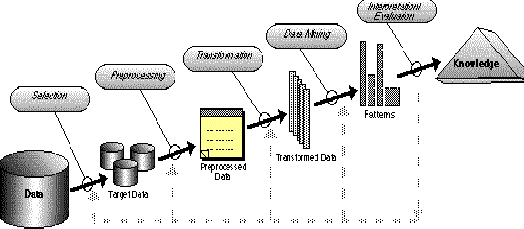 Interpretation/
Evaluation
Data Mining
Transformation
Preprocessing
Selection
Knowledge
Patterns
Transformed Data
Preprocessed
Data
Target Data
Data